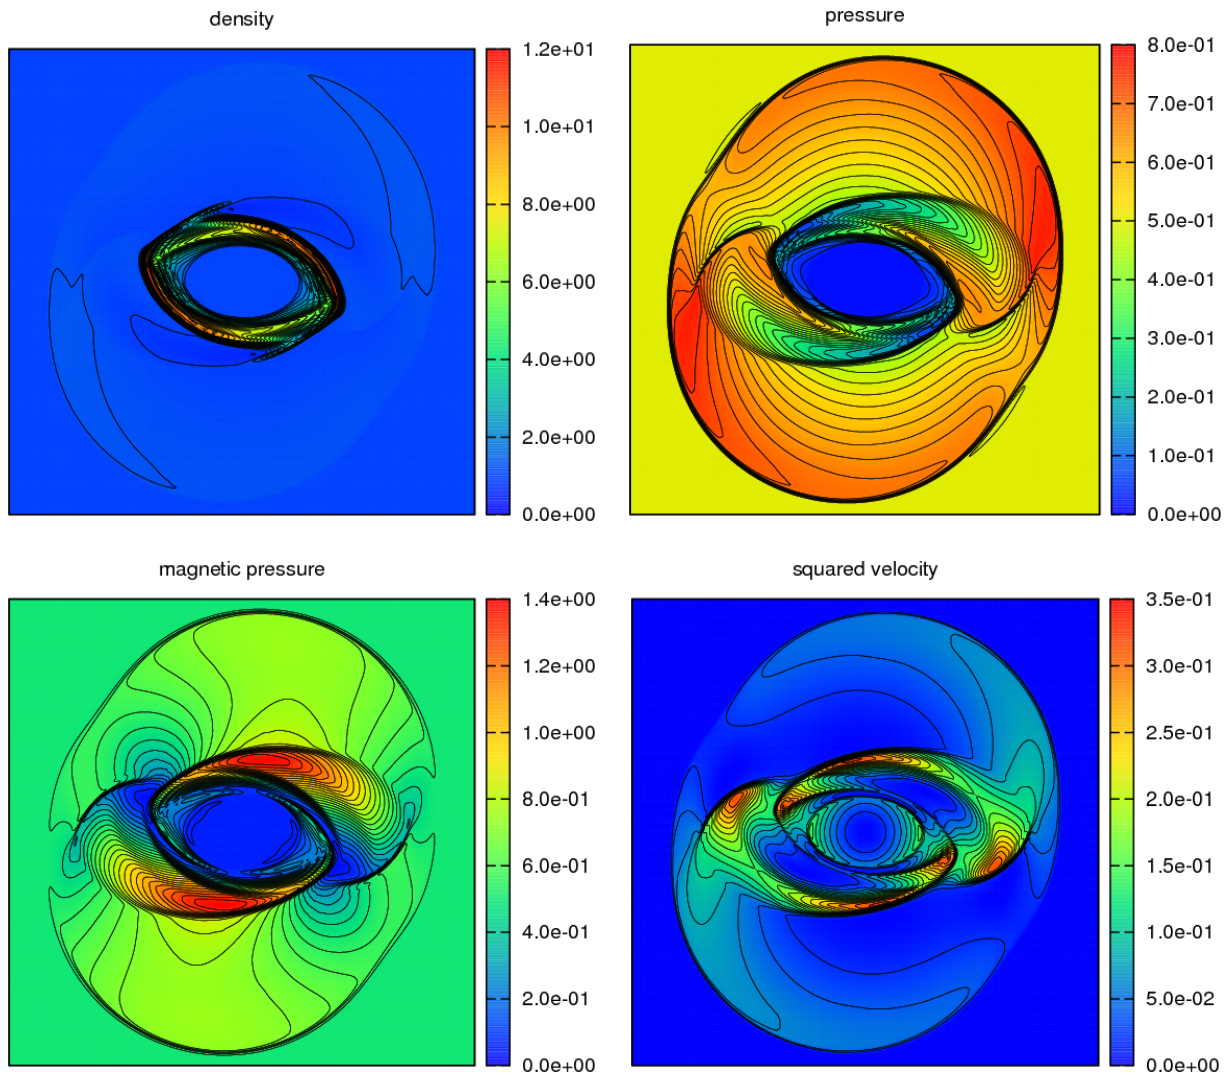 density
1.2e+01
1.0e+01
8.0e+00
6.0e+00
4.0e+00
2.0e+00
0.0e+00
pressure
8.0e-01
7.0e-01
6.0e-01
5.0e-01
4.0e-01
3.0e-01
2.0e-01
1.0e-01
0.0e+00
magnetic pressure
1.4e+00
1.2e+00
1.0e+00
8.0e-01
6.0e-01
4.0e-01
2.0e-01
0.0e+00
squared velocity
3.5e-01
3.0e-01
2.5e-01
2.0e-01
1.5e-01
1.0e-01
5.0e-02
0.0e+00